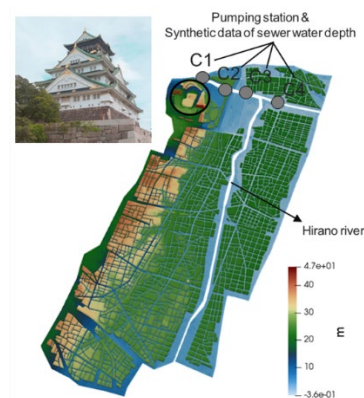 Pumping station &
Synthetic data of sewer water depth
C1
C2
C3
C4
Hirano river
4.7e+01
40
30
m
20
10
-3.6e-01